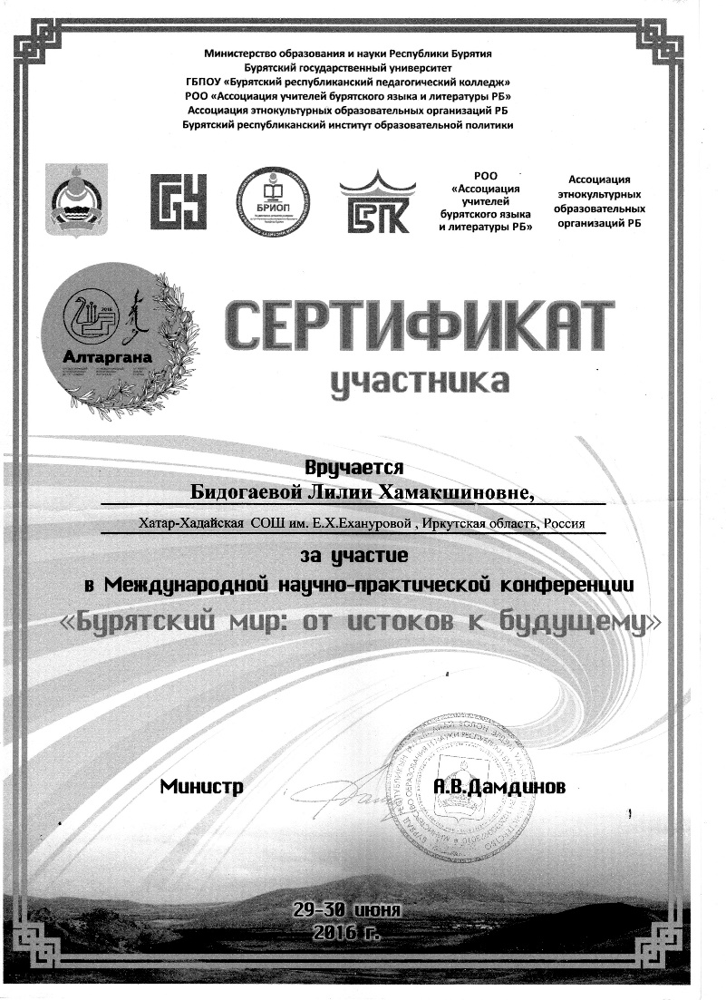 Министерство образования и науки Республики Бурятия
Бурятский государственный университет
ГБПОУ «Бурятский республиканский педагогический колледж»
РОО «Ассоциация учителей бурятского языка и литературы РБ»
Ассоциация этнокультурных образовательных организаций РБ
Бурятский республиканский институт образовательной политики
БГУ
БРИОП
БРПК
РОО
«Ассоциация
учителей
бурятского языка
и литературы РБ»
Ассоциация
этнокультурных
образовательных
организаций РБ
2016
Алтаргана
СЕРТИФИКАТ
участника
Вручается
Бидогаевой Лилии Хамакшиновне,
Хатар-Хадайская СОШ им. Е.Х.Ехануровой , Иркутская область, Россия
за участие
в Международной научно-практической конференции
«Бурятский мир: от истоков к будущему»
Министр
А.В.Дамдинов
29-30 июня
2016 г.